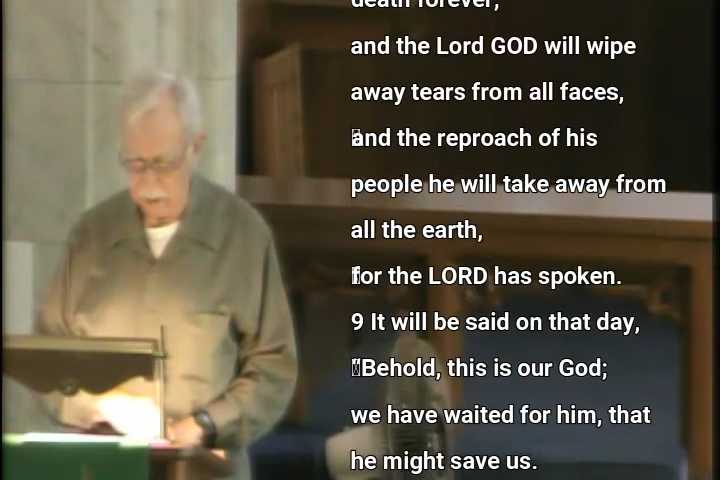 death forever,
and the Lord GOD will wipe
away tears from all faces,
and the reproach of his
people he will take away from
all the earth,
for the LORD has spoken.
9 It will be said on that day,
“Behold, this is our God;
we have waited for him, that
he might save us.